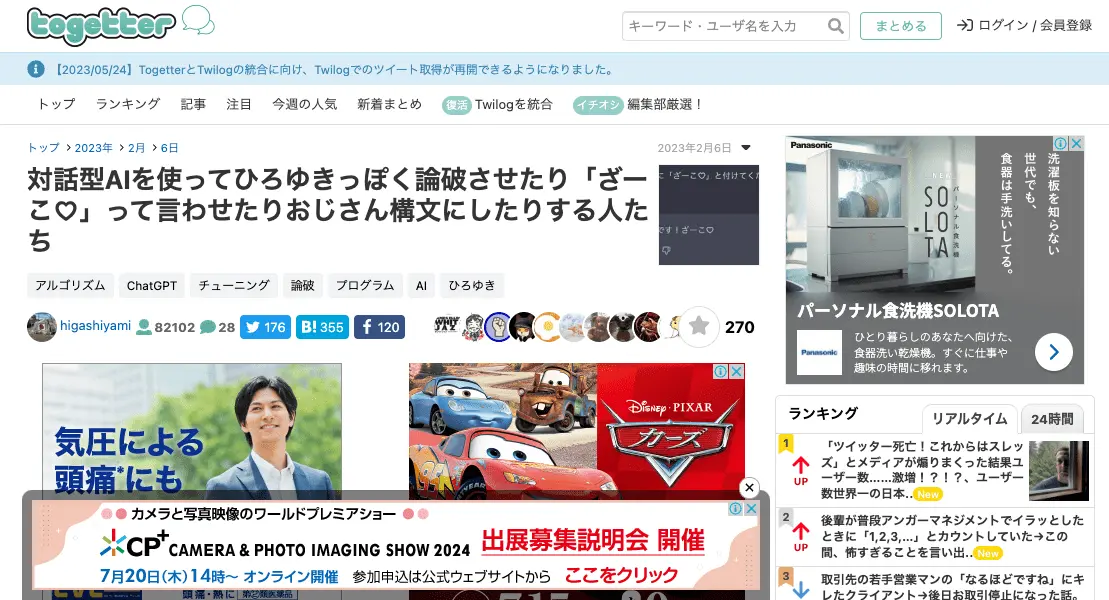 togetter
キーワード・ユーザ名を入力
まとめる
ログイン / 会員登録
【2023/05/24】TogetterとTwilogの統合に向け、Twilogでのツイート取得が再開できるようになりました。
トップ ランキング 記事 注目 今週の人気 新着まとめ 復活 Twilogを統合 イチオシ 編集部厳選！
トップ > 2023年 > 2月 > 6日
2023年2月6日
対話型AIを使ってひろゆきっぽく論破させたり「ざー
こ♡」って言わせたりおじさん構文にしたりする人た
ち
こ「ざーこ♡」と付けてくた
です！ざーこ♡
アルゴリズム ChatGPT チューニング 論破 プログラム AI ひろゆき
higashiyami 82102 28 176 B! 355 120
270
気圧による
頭痛*にも
Disney·PIXAR
カーズ
カメラと写真映像のワールドプレミアショー
CP+ CAMERA & PHOTO IMAGING SHOW 2024 出展募集説明会 開催
7月20日(木)14時〜 オンライン開催 参加申込は公式ウェブサイトから ここをクリック
頭痛・熱に 指定第2類医薬品
Panasonic
洗濯板を知らない
世代でも、
食器は手洗いしてる。
NEW
SOLOTA
パーソナル食洗機
パーソナル食洗機SOLOTA
Panasonic
ひとり暮らしのあなたへ向けた、
食器洗い乾燥機。すぐに仕事や
趣味の時間に移れます。
ランキング リアルタイム 24時間
1
UP
「ツイッター死亡！これからはスレッ
ズ」とメディアが煽りまくった結果ユ
ーザー数……激増！？！？、ユーザー
数世界一の日本.. New
2
UP
後輩が普段アンガーマネジメントでイラッとした
ときに「1,2,3,...」とカウントしていた→この
間、怖すぎることを言い出.. New
3
取引先の若手営業マンの「なるほどですね」にキ
レたクライアント→後日お取引停止になった話。